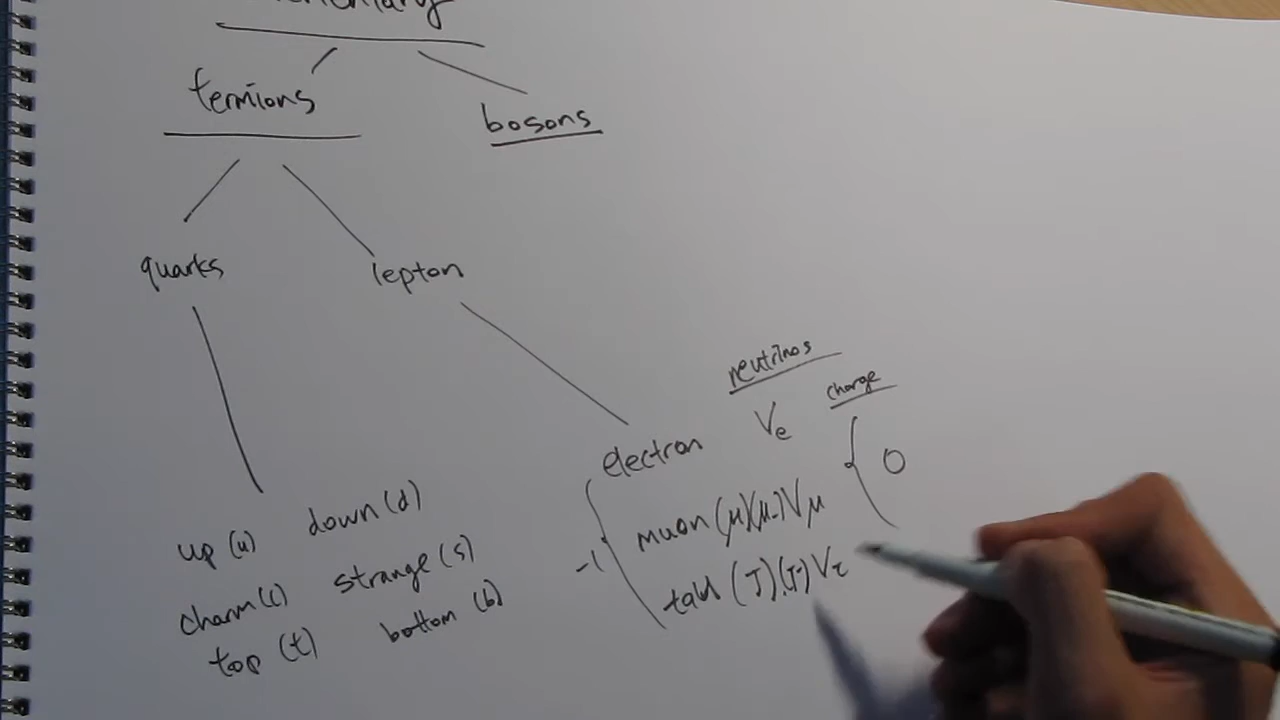 fermions
bosons
quarks lepton
neutrinos
charge
electron Ve
0
up (u) down (d)
muon (μ)(μ-) Vμ
-1
charm (c) strange (s)
tau (τ)(τ-) Vτ
top (t) bottom (b)